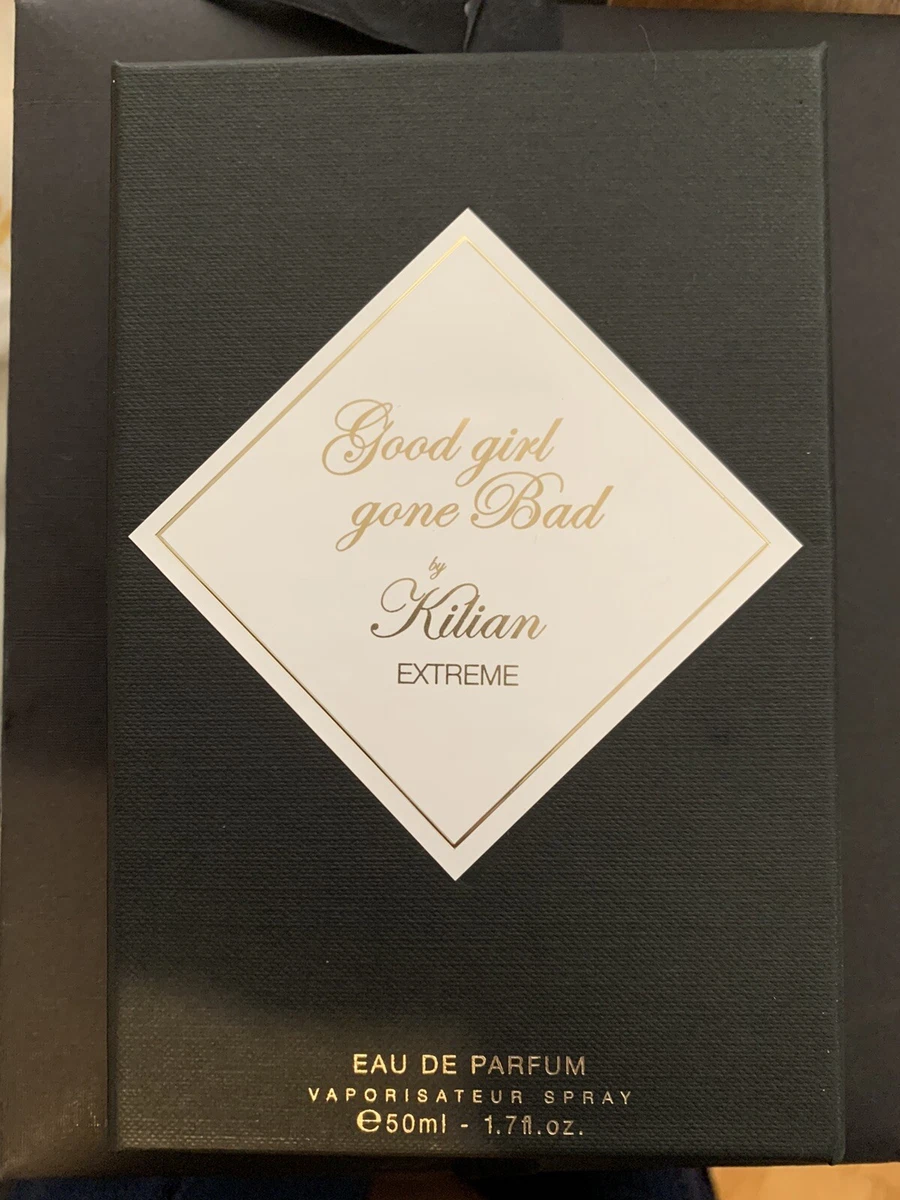 Good girl
gone Bad
by
Kilian
EXTREME
EAU DE PARFUM
VAPORISATEUR SPRAY
℮50ml - 1.7fl.oz.